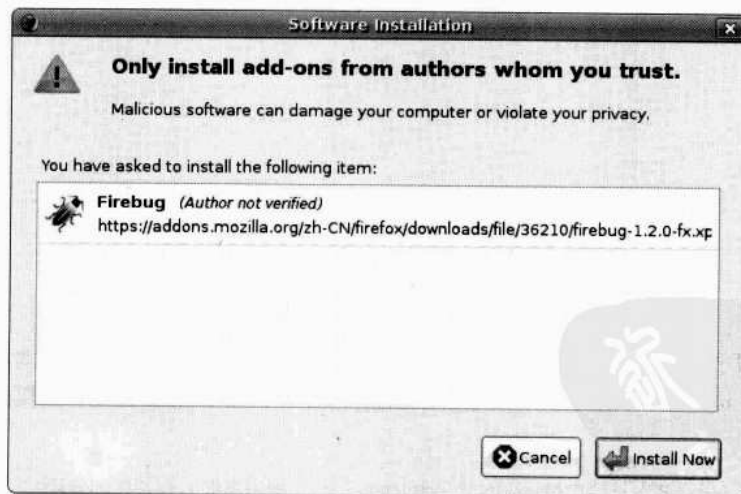 Software Installation
Only install add-ons from authors whom you trust.
Malicious software can damage your computer or violate your privacy.
You have asked to install the following item:
Firebug (Author not verified)
https://addons.mozilla.org/zh-CN/firefox/downloads/file/36210/firebug-1.2.0-fx.xp
Cancel
Install Now